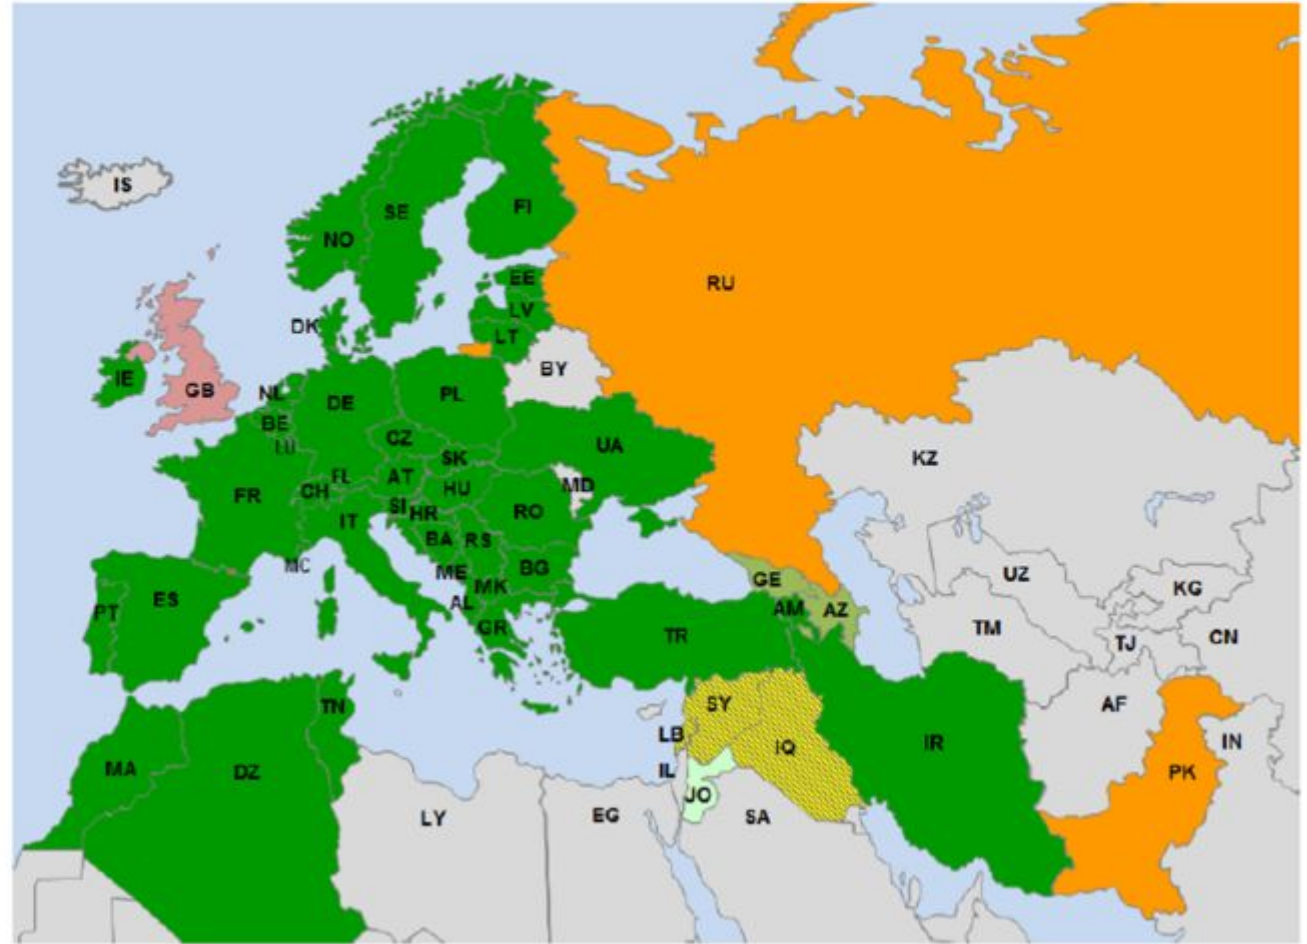 IS
SE
FI
NO
RU
EE
LV
DK
LT
BY
IE
GB
NL
DE
PL
BE
LU
CZ
UA
SK
KZ
FL
AT
CH
HU
MD
FR
SI
HR
RO
IT
BA
RS
MC
ME
BG
GE
UZ
MK
KG
PT
ES
AL
AM
AZ
GR
TR
TM
TJ
CN
TN
SY
AF
LB
IQ
IR
IN
MA
DZ
IL
PK
JO
LY
EG
SA